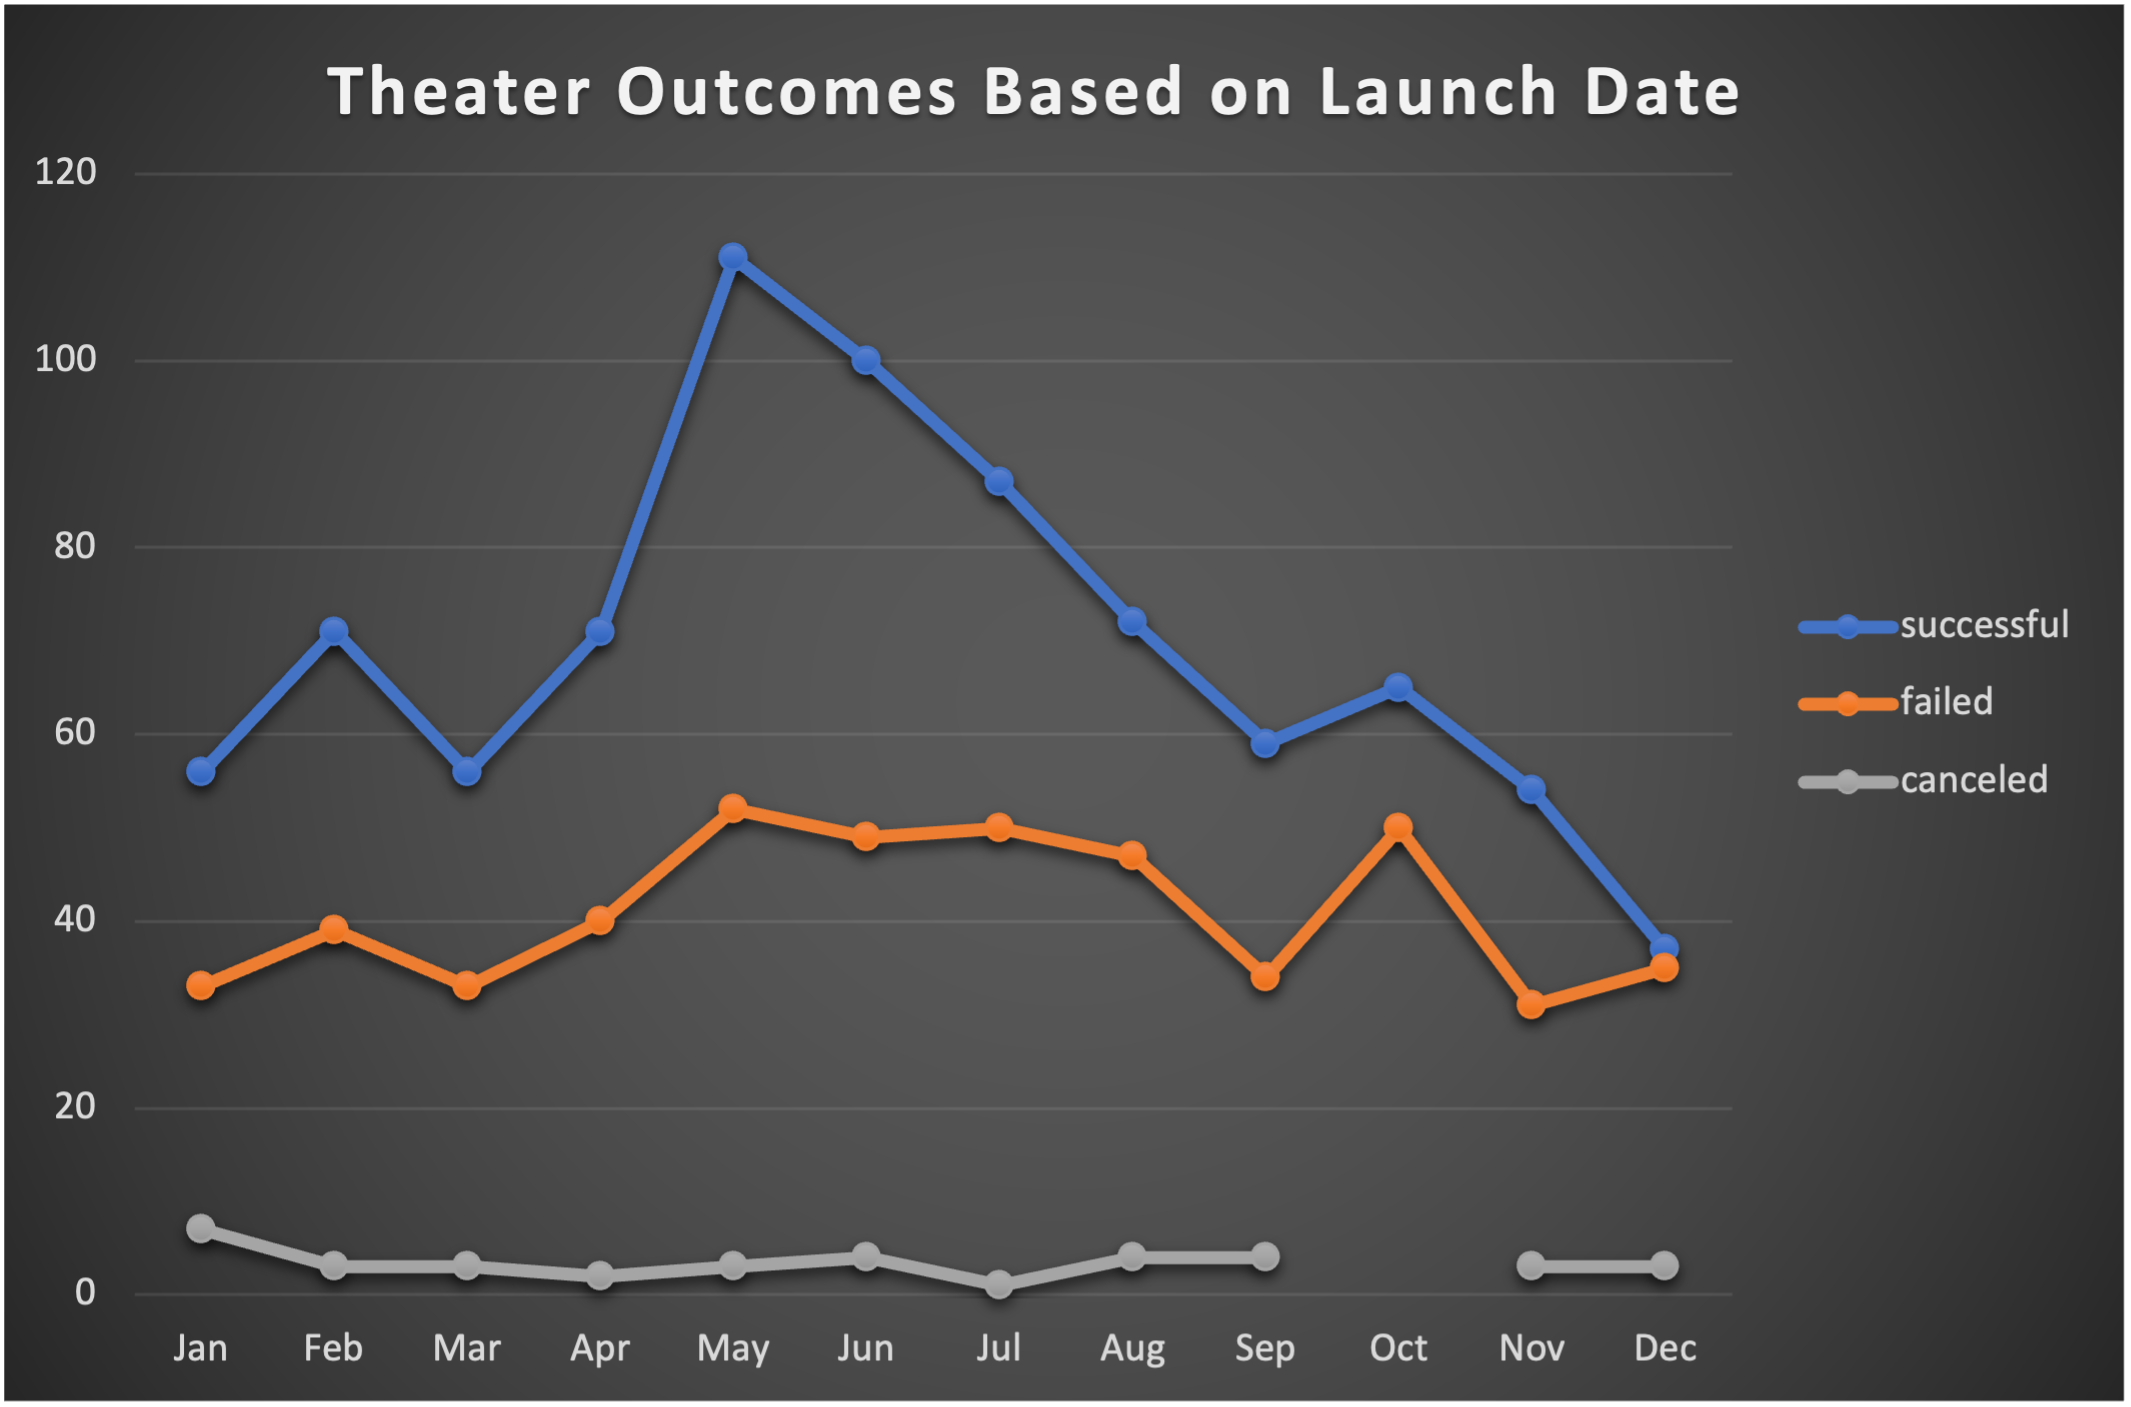 Theater Outcomes Based on Launch Date
120
100
80
60
40
20
0
Jan Feb Mar Apr May Jun Jul Aug Sep Oct Nov Dec
successful
failed
canceled